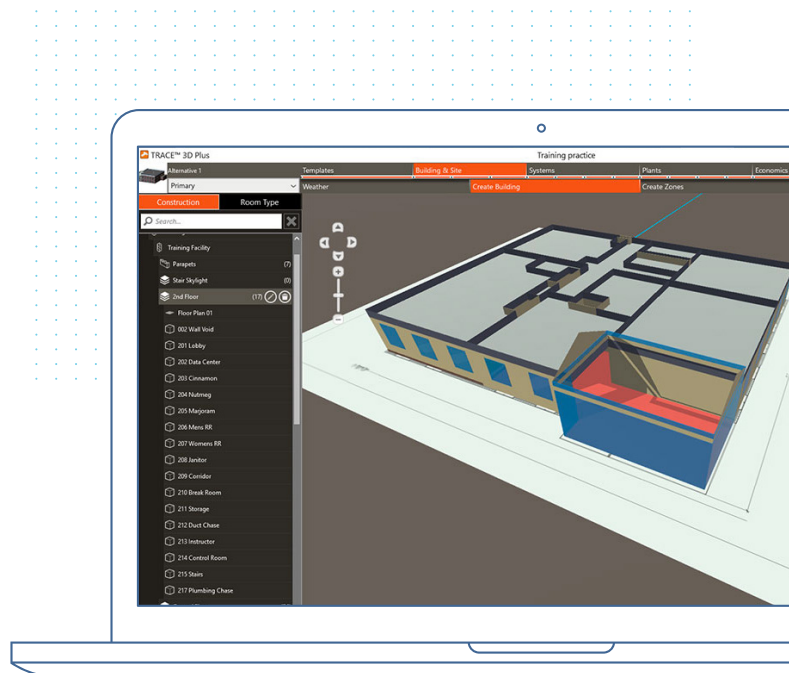 TRACE™ 3D Plus
Training practice
Alternative 1
Templates
Building & Site
Systems
Plants
Economics
Primary
Weather
Create Building
Create Zones
Construction
Room Type
Search...
Training Facility
Parapets (7)
Stair Skylight (0)
2nd Floor (17)
Floor Plan 01
002 Wall Void
201 Lobby
202 Data Center
203 Cinnamon
204 Nutmeg
205 Marjoram
206 Mens RR
207 Womens RR
208 Janitor
209 Corridor
210 Break Room
211 Storage
212 Duct Chase
213 Instructor
214 Control Room
215 Stairs
217 Plumbing Chase